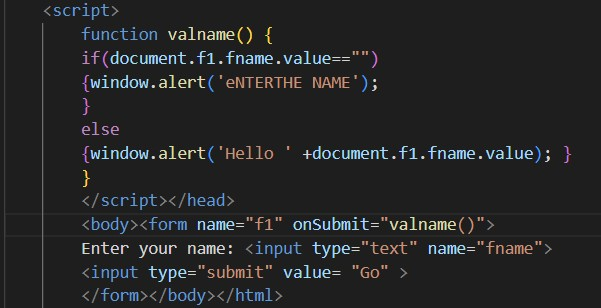 <script>
function valname() {
if(document.f1.fname.value=="")
{window.alert('eNTERTHE NAME');
}
else
{window.alert('Hello ' +document.f1.fname.value); }
}
</script></head>
<body><form name="f1" onSubmit="valname()">
Enter your name: <input type="text" name="fname">
<input type="submit" value= "Go" >
</form></body></html>